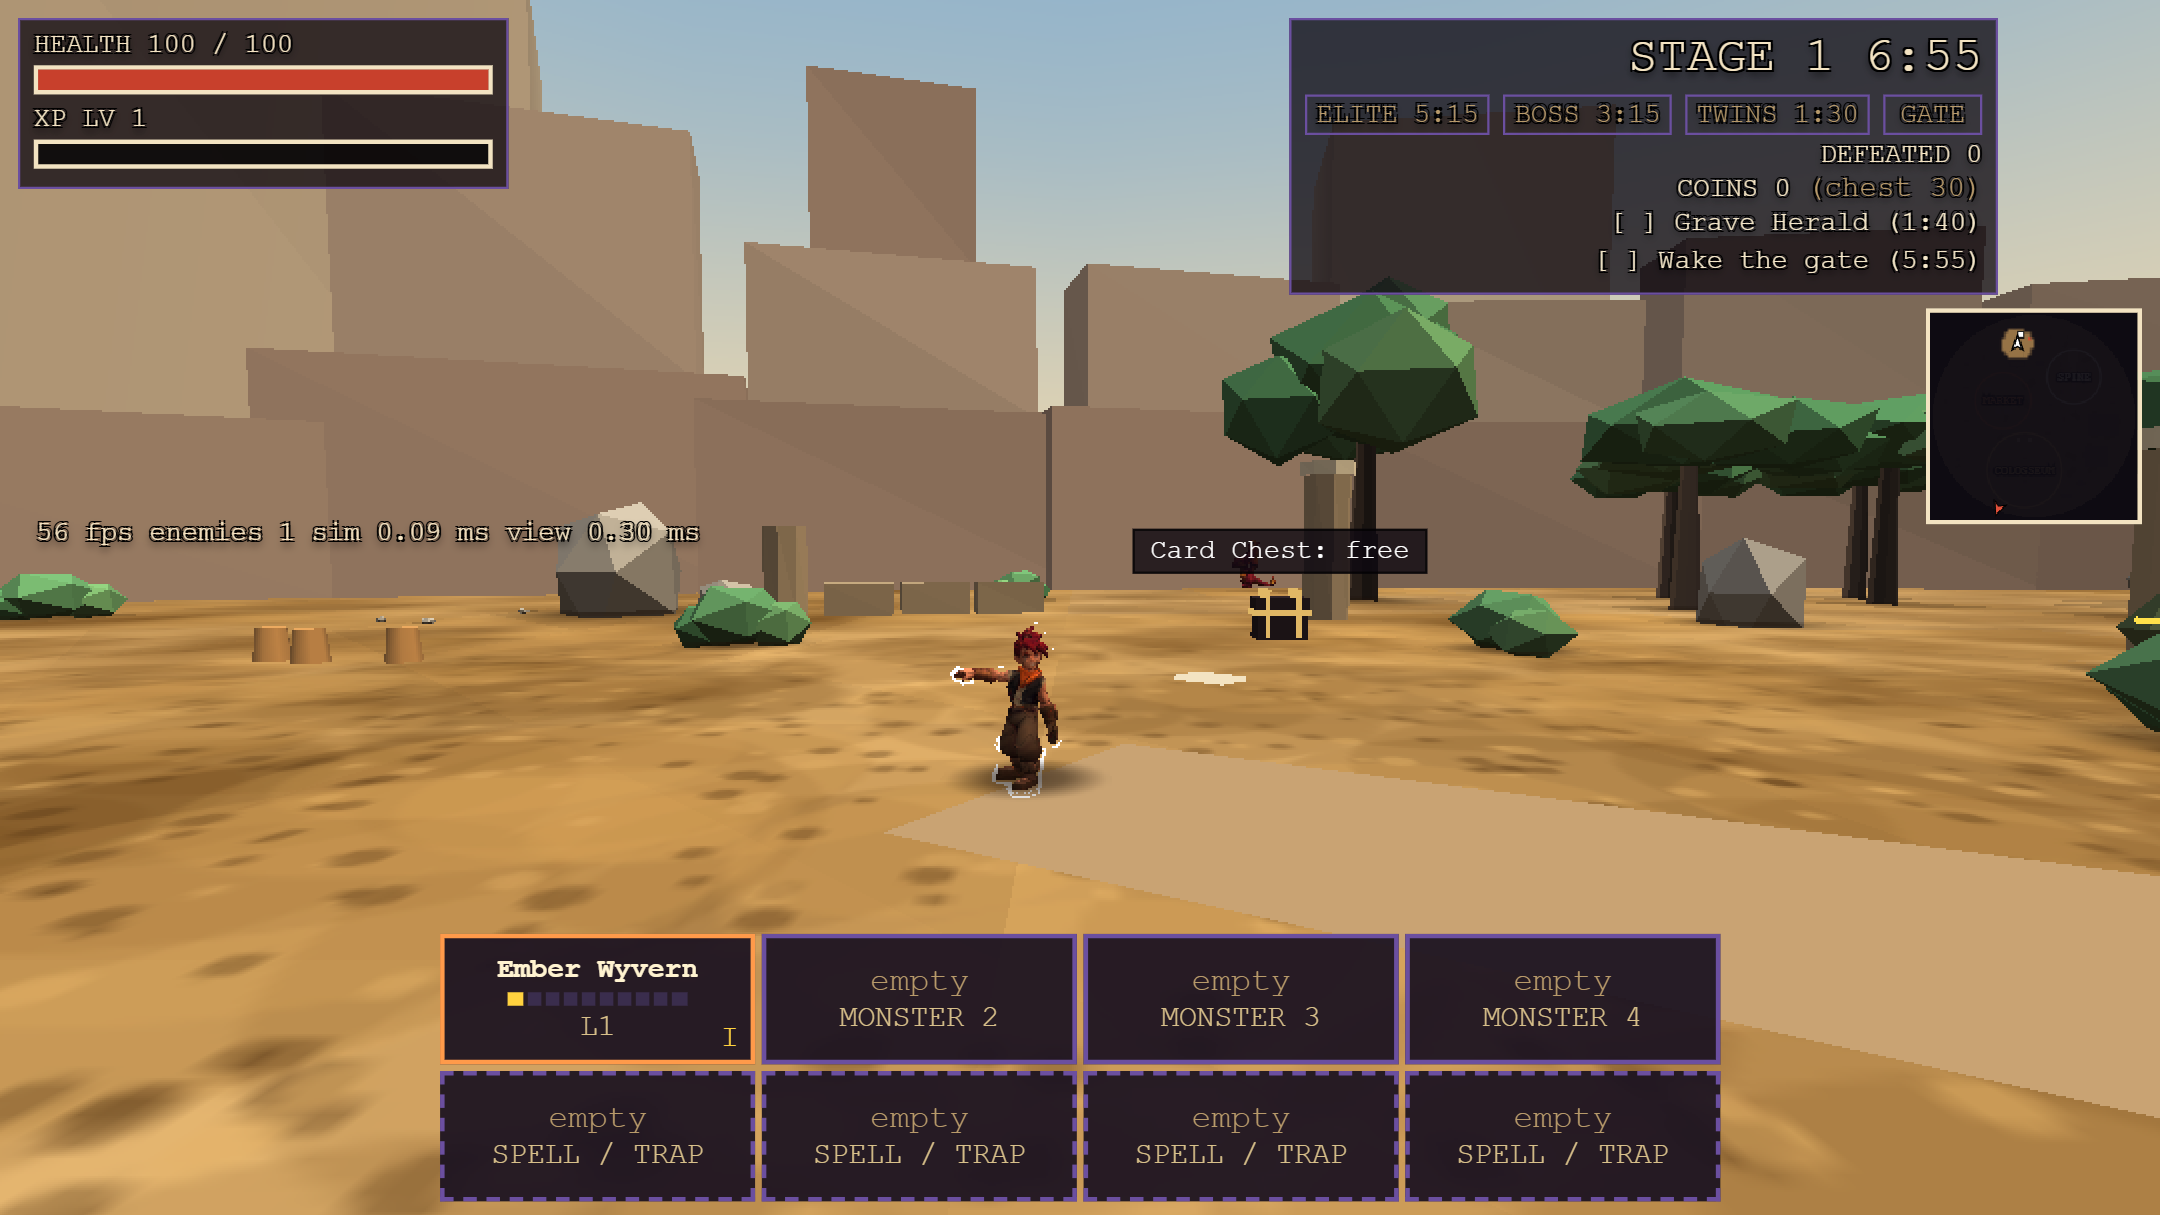 HEALTH 100 / 100
XP LV 1
STAGE 1 6:55
ELITE 5:15 BOSS 3:15 TWINS 1:30 GATE
DEFEATED 0
COINS 0 (chest 30)
[ ] Grave Herald (1:40)
[ ] Wake the gate (5:55)
SPIRE
56 fps enemies 1 sim 0.09 ms view 0.30 ms
Card Chest: free
Ember Wyvern
L1
I
empty
MONSTER 2
empty
MONSTER 3
empty
MONSTER 4
empty
SPELL / TRAP
empty
SPELL / TRAP
empty
SPELL / TRAP
empty
SPELL / TRAP